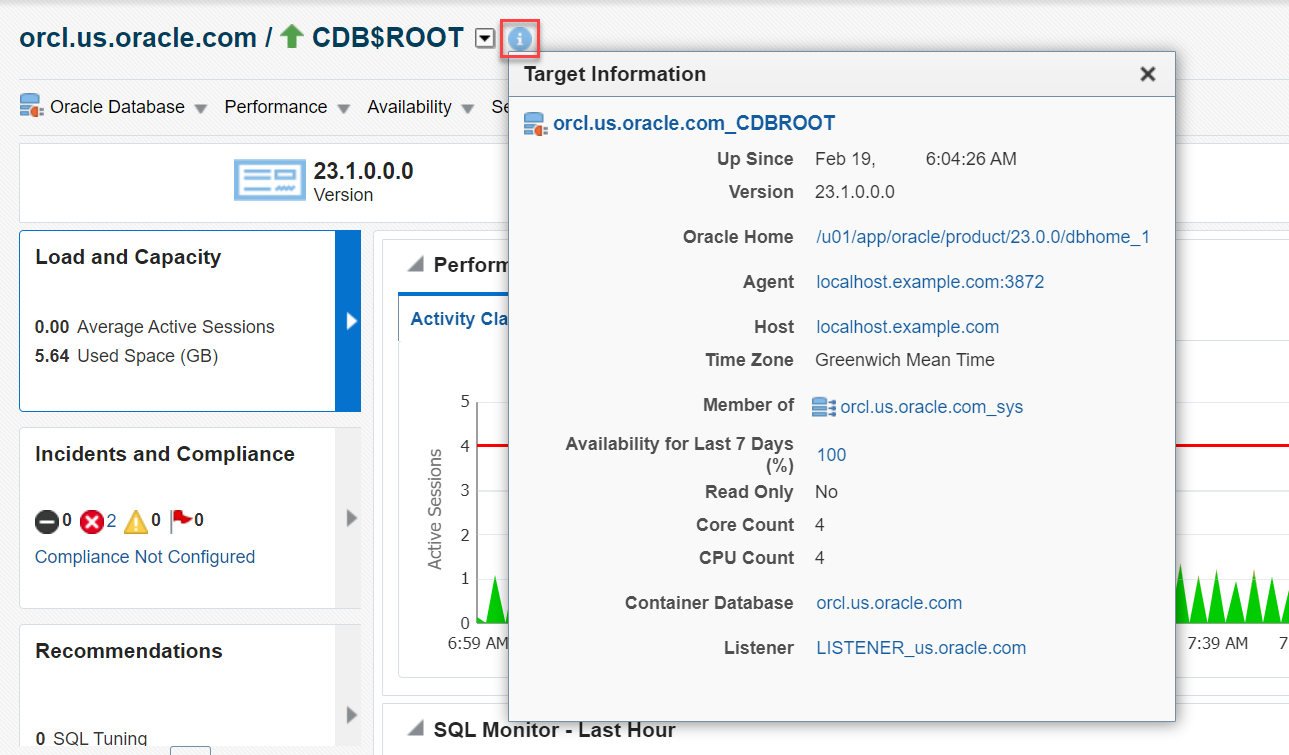 orcl.us.oracle.com / CDB$ROOT
Target Information
Oracle Database Performance Availability
orcl.us.oracle.com_CDBROOT
Up Since Feb 19, 6:04:26 AM
Version 23.1.0.0.0
Oracle Home /u01/app/oracle/product/23.0.0/dbhome_1
Agent localhost.example.com:3872
Host localhost.example.com
Time Zone Greenwich Mean Time
Member of orcl.us.oracle.com_sys
Availability for Last 7 Days
(%) 100
Read Only No
Core Count 4
CPU Count 4
Container Database orcl.us.oracle.com
Listener LISTENER_us.oracle.com
23.1.0.0.0
Version
Load and Capacity
0.00 Average Active Sessions
5.64 Used Space (GB)
Incidents and Compliance
0 2 0 0
Compliance Not Configured
Recommendations
0 SQL Tuning
Perform
Activity Cla
Active Sessions
5
4
3
2
1
0
6:59 AM 7:39 AM 7
SQL Monitor - Last Hour